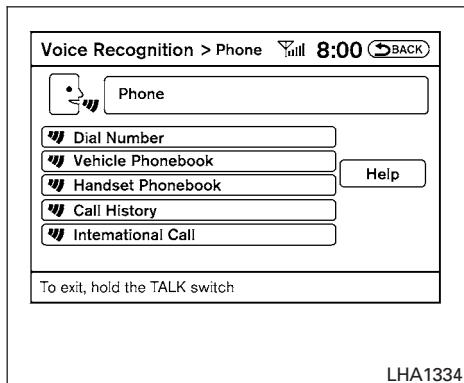 Voice Recognition > Phone 8:00 BACK
Phone
Dial Number
Vehicle Phonebook
Help
Handset Phonebook
Call History
International Call
To exit, hold the TALK switch
LHA1334